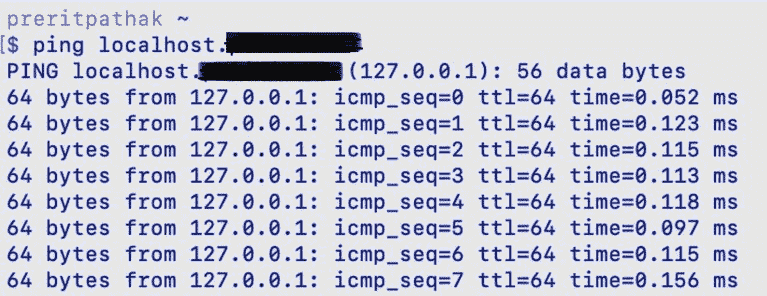 preritpathak ~
[$ ping localhost.
PING localhost. (127.0.0.1): 56 data bytes
64 bytes from 127.0.0.1: icmp_seq=0 ttl=64 time=0.052 ms
64 bytes from 127.0.0.1: icmp_seq=1 ttl=64 time=0.123 ms
64 bytes from 127.0.0.1: icmp_seq=2 ttl=64 time=0.115 ms
64 bytes from 127.0.0.1: icmp_seq=3 ttl=64 time=0.113 ms
64 bytes from 127.0.0.1: icmp_seq=4 ttl=64 time=0.118 ms
64 bytes from 127.0.0.1: icmp_seq=5 ttl=64 time=0.097 ms
64 bytes from 127.0.0.1: icmp_seq=6 ttl=64 time=0.115 ms
64 bytes from 127.0.0.1: icmp_seq=7 ttl=64 time=0.156 ms